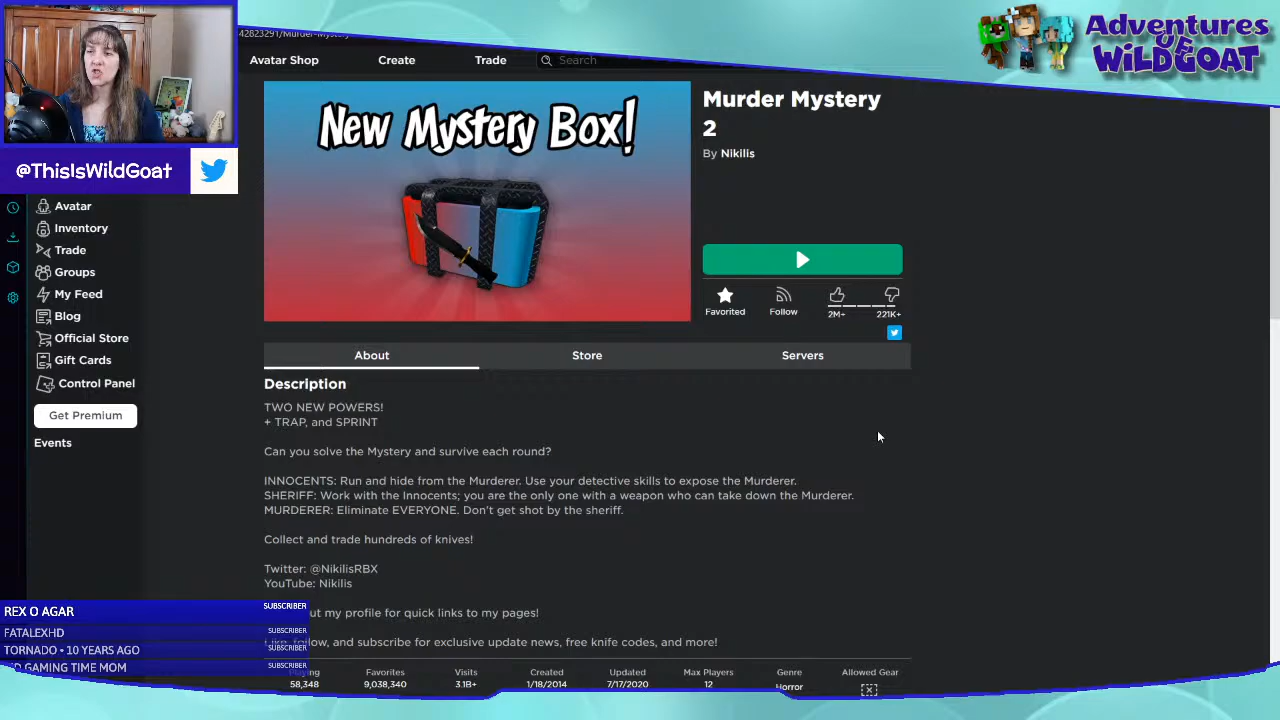 42823291/Murder-Mystery
Adventures
OF
WILDGOAT
Avatar Shop
Create
Trade
Search
New Mystery Box!
Murder Mystery
2
By Nikilis
@ThisIsWildGoat
Avatar
Inventory
Trade
Groups
My Feed
Blog
Official Store
Gift Cards
Control Panel
Get Premium
Events
Favorited
Follow
2M+
221K+
About
Store
Servers
Description
TWO NEW POWERS!
+ TRAP, and SPRINT
Can you solve the Mystery and survive each round?
INNOCENTS: Run and hide from the Murderer. Use your detective skills to expose the Murderer.
SHERIFF: Work with the Innocents; you are the only one with a weapon who can take down the Murderer.
MURDERER: Eliminate EVERYONE. Don't get shot by the sheriff.
Collect and trade hundreds of knives!
Twitter: @NikilisRBX
YouTube: Nikilis
my profile for quick links to my pages!
Like, follow, and subscribe for exclusive update news, free knife codes, and more!
REX O AGAR SUBSCRIBER
FATALEXHD SUBSCRIBER
TORNADO • 10 YEARS AGO SUBSCRIBER
GAMING TIME MOM SUBSCRIBER
Favorites
Visits
Created
Updated
Max Players
Genre
Allowed Gear
58,348
9,038,340
3.1B+
1/18/2014
7/17/2020
12
Horror